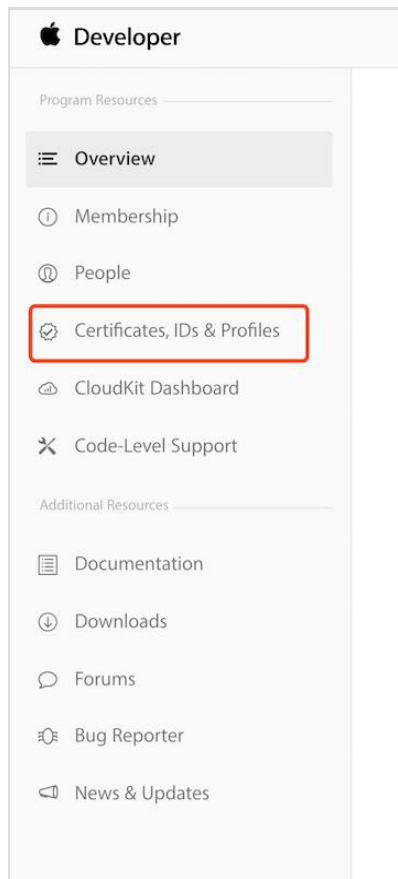 Developer
Program Resources
Overview
Membership
People
Certificates, IDs & Profiles
CloudKit Dashboard
Code-Level Support
Additional Resources
Documentation
Downloads
Forums
Bug Reporter
News & Updates